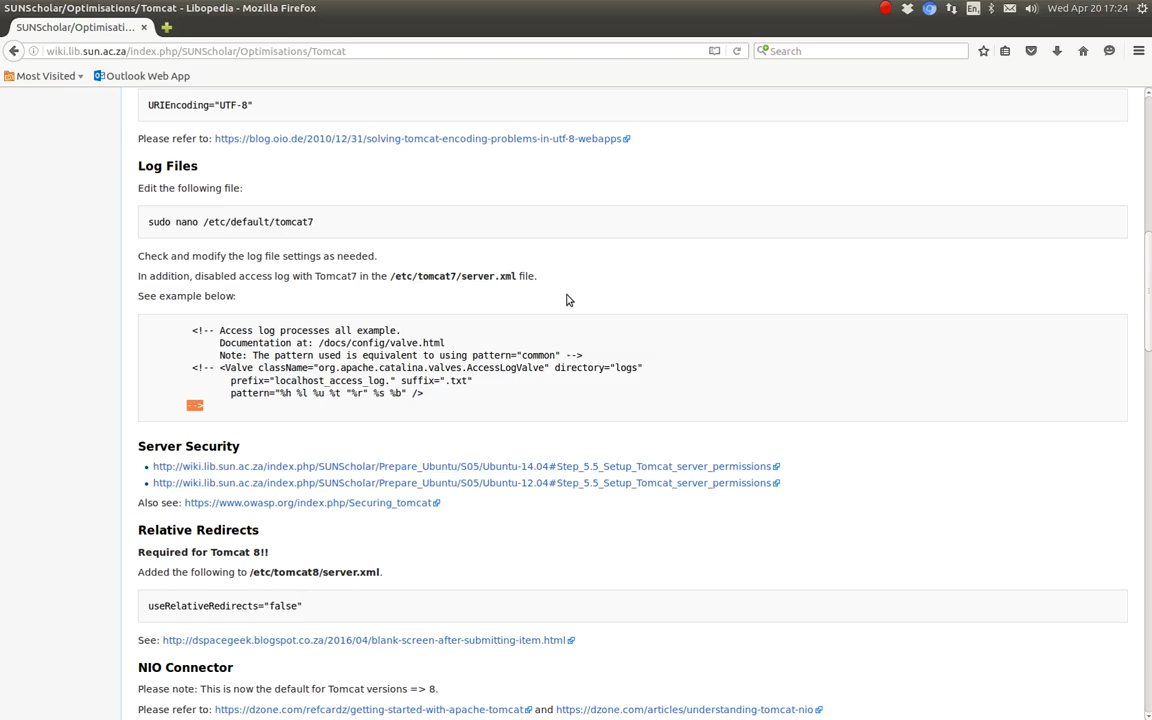 SUNScholar/Optimisations/Tomcat - Libopedia - Mozilla Firefox
En
Wed Apr 20 17:24
SUNScholar/Optimisati...
wiki.lib.sun.ac.za/index.php/SUNScholar/Optimisations/Tomcat
Search
Most Visited
Outlook Web App
URIEncoding="UTF-8"
Please refer to: https://blog.oio.de/2010/12/31/solving-tomcat-encoding-problems-in-utf-8-webapps
Log Files
Edit the following file:
sudo nano /etc/default/tomcat7
Check and modify the log file settings as needed.
In addition, disabled access log with Tomcat7 in the /etc/tomcat7/server.xml file.
See example below:
<!-- Access log processes all example.
Documentation at: /docs/config/valve.html
Note: The pattern used is equivalent to using pattern="common" -->
<!-- <Valve className="org.apache.catalina.valves.AccessLogValve" directory="logs"
prefix="localhost_access_log." suffix=".txt"
pattern="%h %l %u %t "%r" %s %b" />
-->
Server Security
http://wiki.lib.sun.ac.za/index.php/SUNScholar/Prepare_Ubuntu/S05/Ubuntu-14.04#Step_5.5_Setup_Tomcat_server_permissions
http://wiki.lib.sun.ac.za/index.php/SUNScholar/Prepare_Ubuntu/S05/Ubuntu-12.04#Step_5.5_Setup_Tomcat_server_permissions
Also see: https://www.owasp.org/index.php/Securing_tomcat
Relative Redirects
Required for Tomcat 8!!
Added the following to /etc/tomcat8/server.xml.
useRelativeRedirects="false"
See: http://dspacegeek.blogspot.co.za/2016/04/blank-screen-after-submitting-item.html
NIO Connector
Please note: This is now the default for Tomcat versions => 8.
Please refer to: https://dzone.com/refcardz/getting-started-with-apache-tomcat and https://dzone.com/articles/understanding-tomcat-nio